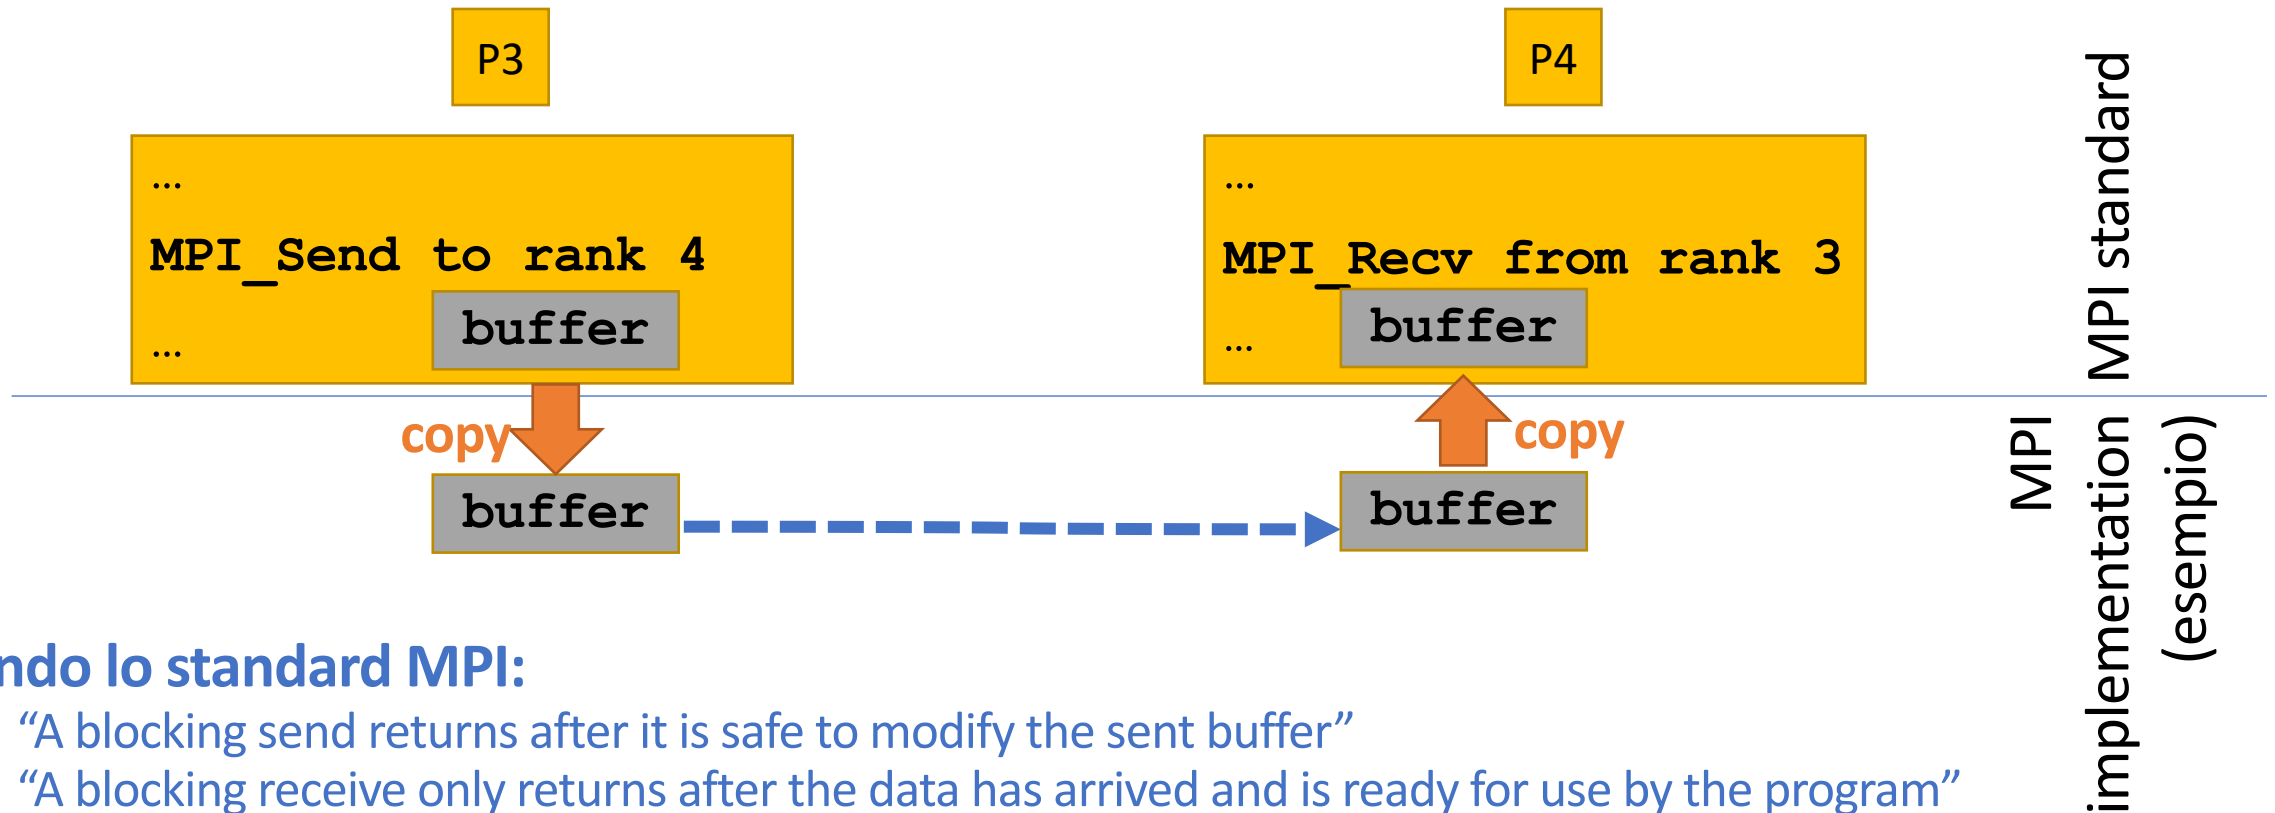 P3
P4
…
MPI_Send to rank 4
buffer
…
…
MPI_Recv from rank 3
buffer
…
MPI standard
copy
copy
buffer
buffer
MPI
implementation
(esempio)
ndo lo standard MPI:
“A blocking send returns after it is safe to modify the sent buffer”
“A blocking receive only returns after the data has arrived and is ready for use by the program”